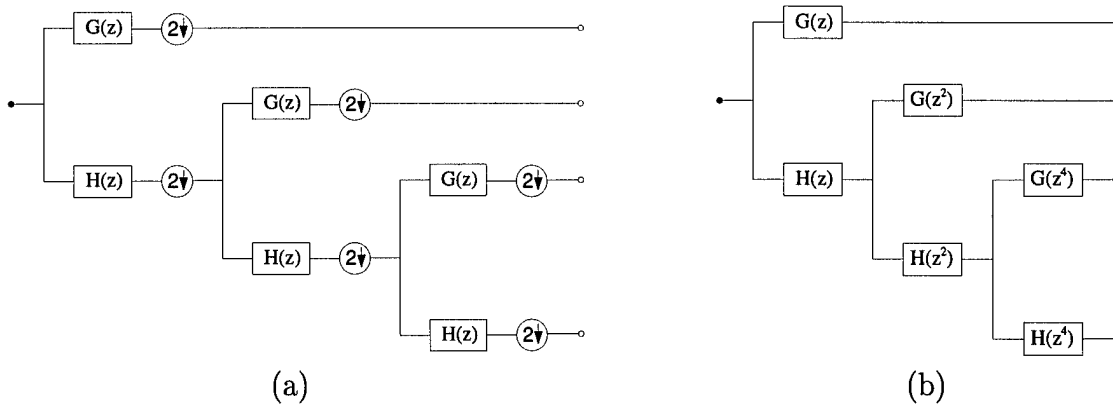 G(z) 2↓
G(z) 2↓
H(z) 2↓
G(z) 2↓
H(z) 2↓
H(z) 2↓
(a)
G(z)
G(z²)
H(z)
G(z⁴)
H(z²)
H(z⁴)
(b)